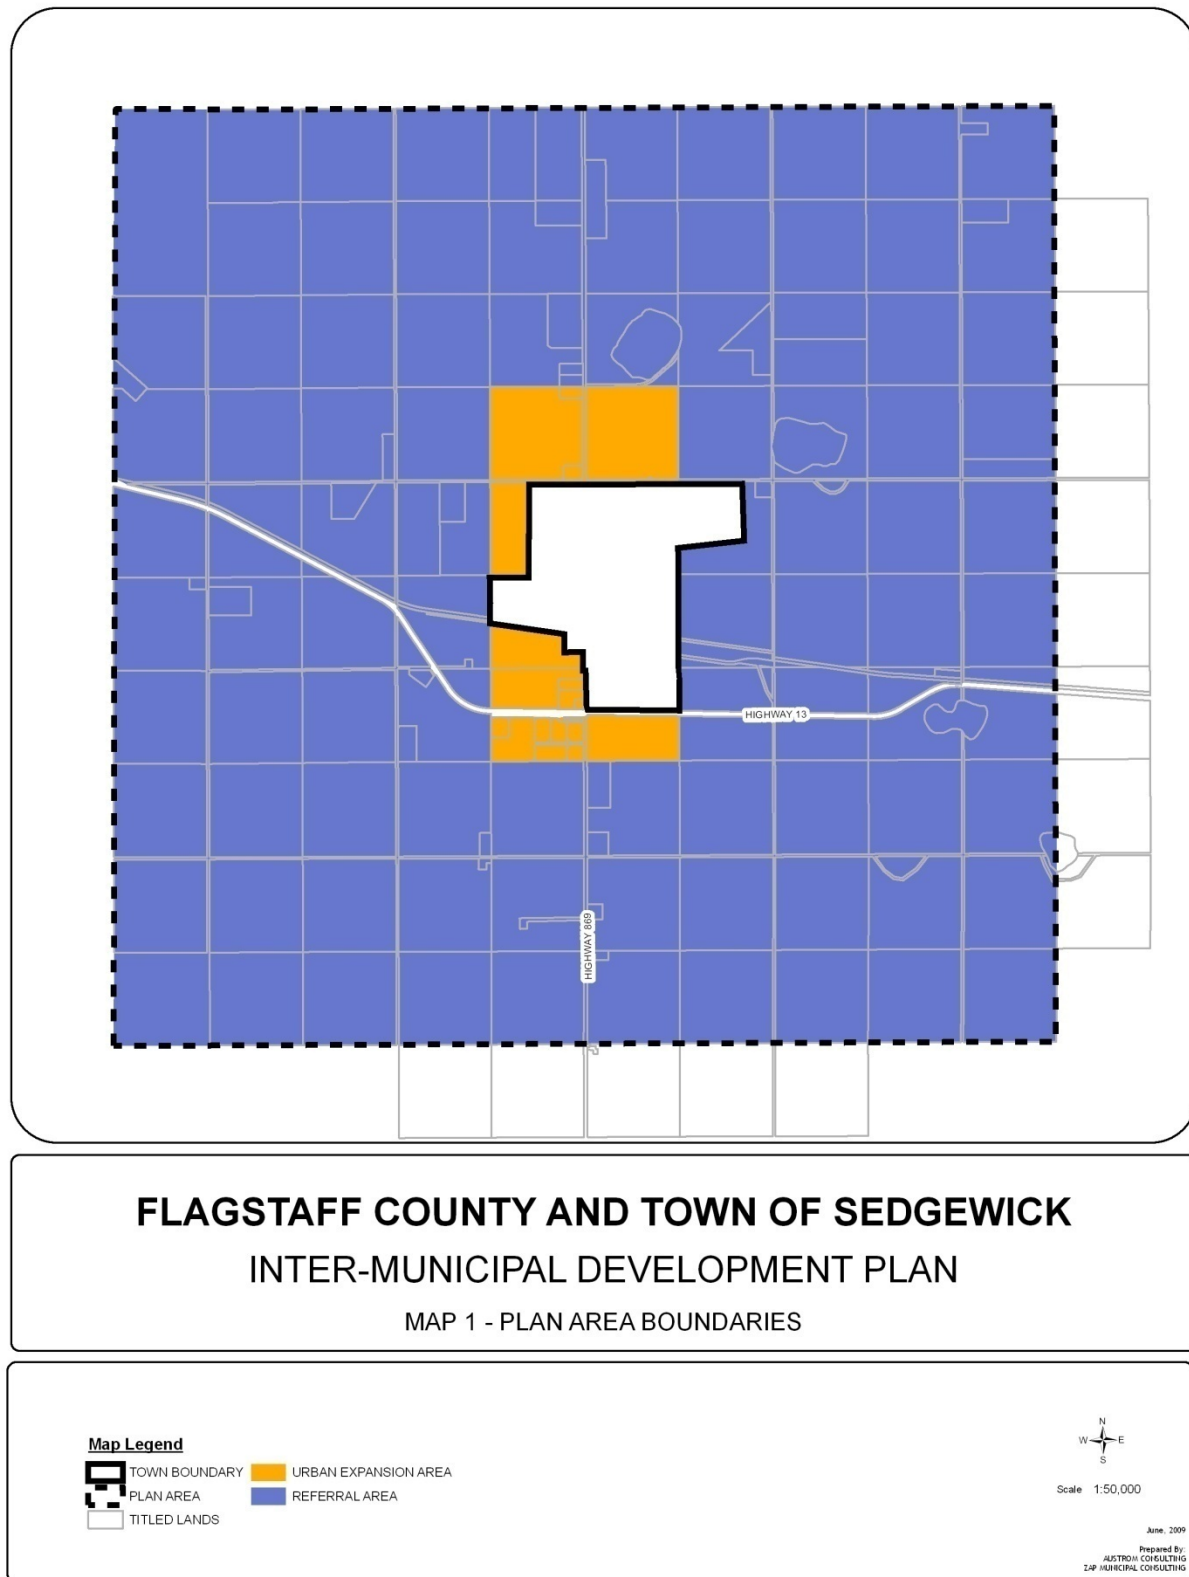 HIGHWAY 13
HIGHWAY 869
FLAGSTAFF COUNTY AND TOWN OF SEDGEWICK
INTER-MUNICIPAL DEVELOPMENT PLAN
MAP 1 - PLAN AREA BOUNDARIES
Map Legend
TOWN BOUNDARY
URBAN EXPANSION AREA
PLAN AREA
REFERRAL AREA
TITLED LANDS
N
W E
S
Scale 1:50,000
June, 2009
Prepared By:
AUSTROM CONSULTING
ZAP MUNICIPAL CONSULTING